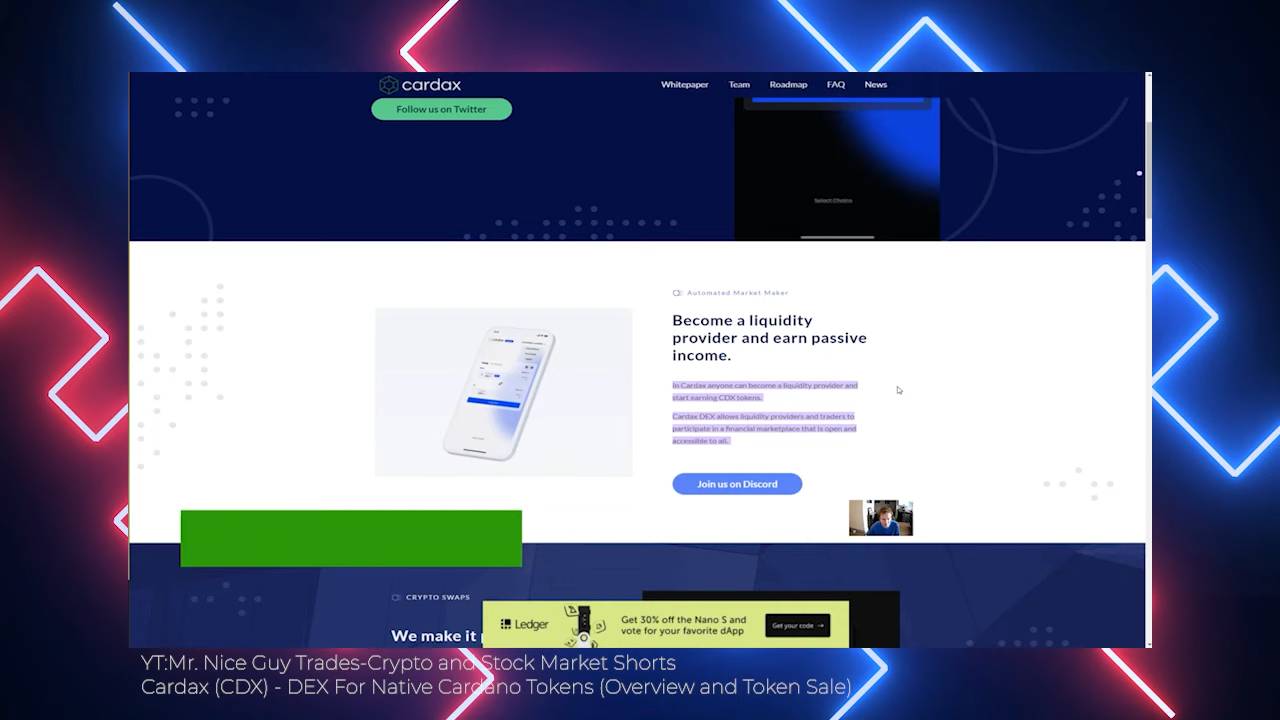 cardax
Whitepaper Team Roadmap FAQ News
Follow us on Twitter
Select Chains
Automated Market Maker
Become a liquidity
provider and earn passive
income.
In Cardax anyone can become a liquidity provider and
start earning CDX tokens.
Cardax DEX allows liquidity providers and traders to
participate in a financial marketplace that is open and
accessible to all.
Join us on Discord
CRYPTO SWAPS
We make it
Ledger
Get 30% off the Nano S and
vote for your favorite dApp
Get your code →
YT:Mr. Nice Guy Trades-Crypto and Stock Market Shorts
Cardax (CDX) - DEX For Native Cardano Tokens (Overview and Token Sale)